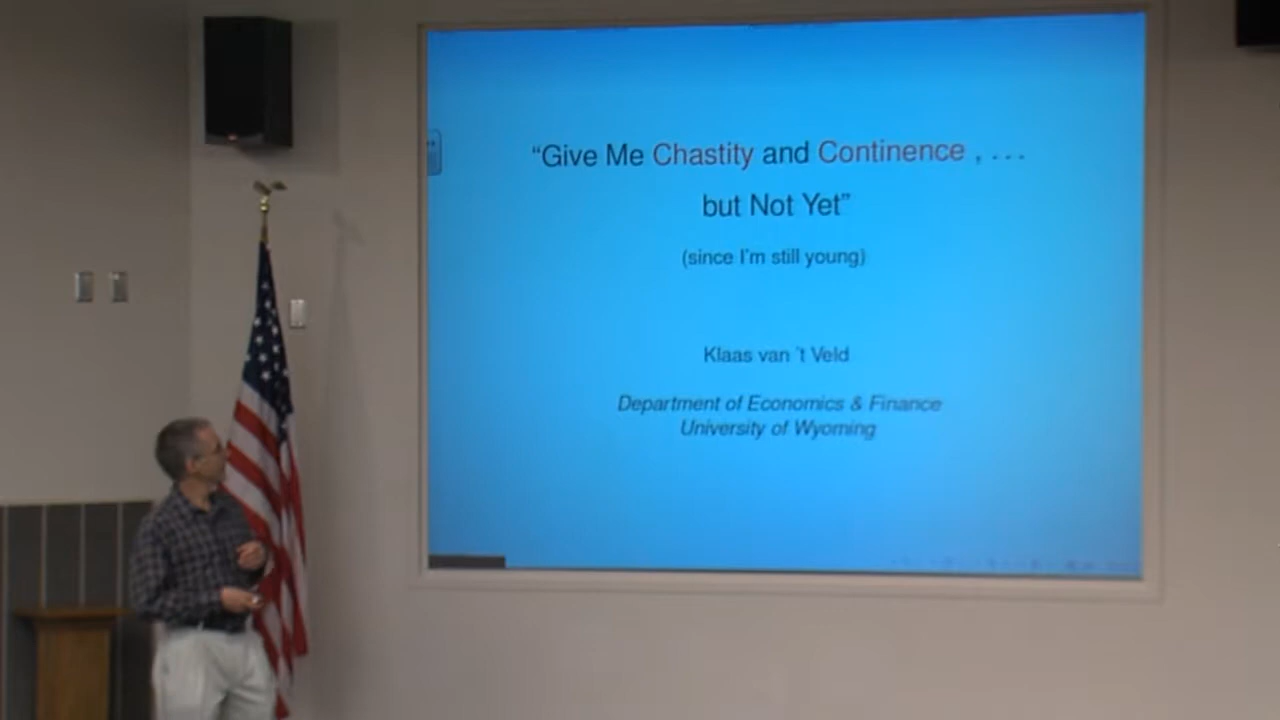 “Give Me Chastity and Continence , . . .
but Not Yet”
(since I'm still young)
Klaas van 't Veld
Department of Economics & Finance
University of Wyoming